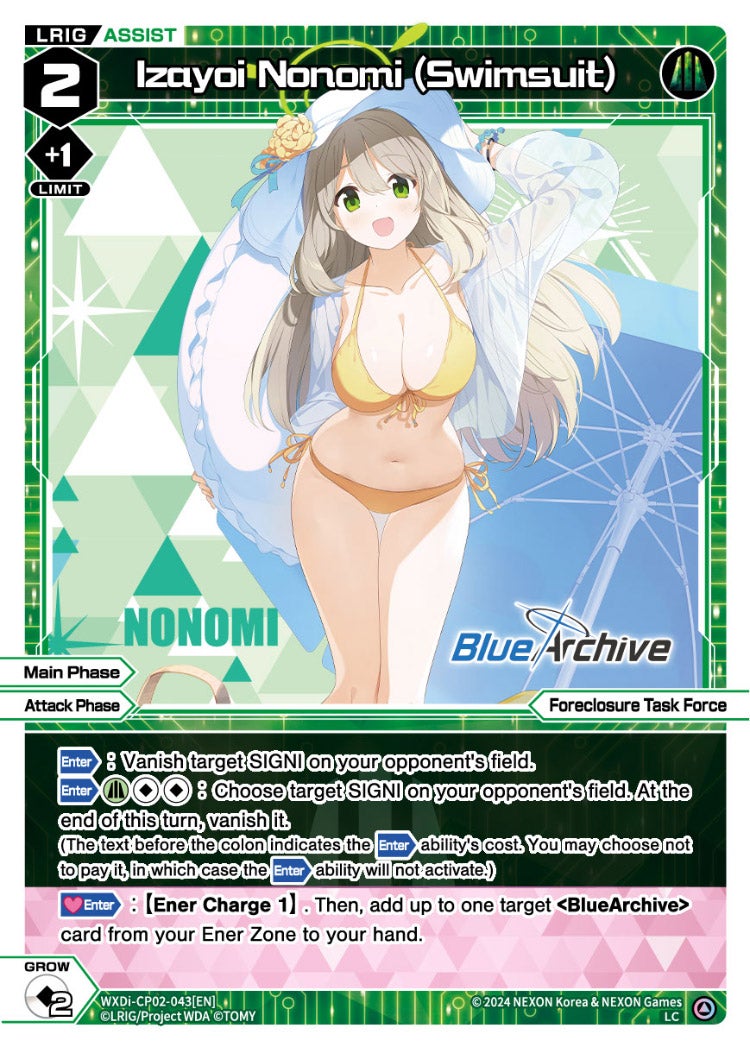 LRIG ASSIST
2
Izayoi Nonomi (Swimsuit)
+1
LIMIT
NONOMI
Blue Archive
Main Phase
Attack Phase
Foreclosure Task Force
Enter : Vanish target SIGNI on your opponent's field.
Enter : Choose target SIGNI on your opponent's field. At the
end of this turn, vanish it.
(The text before the colon indicates the Enter ability's cost. You may choose not
to pay it, in which case the Enter ability will not activate.)
Enter : 【Ener Charge 1】. Then, add up to one target <BlueArchive>
card from your Ener Zone to your hand.
GROW
2
WXDi-CP02-043[EN]
©LRIG/Project WDA ©TOMY
© 2024 NEXON Korea & NEXON Games
LC